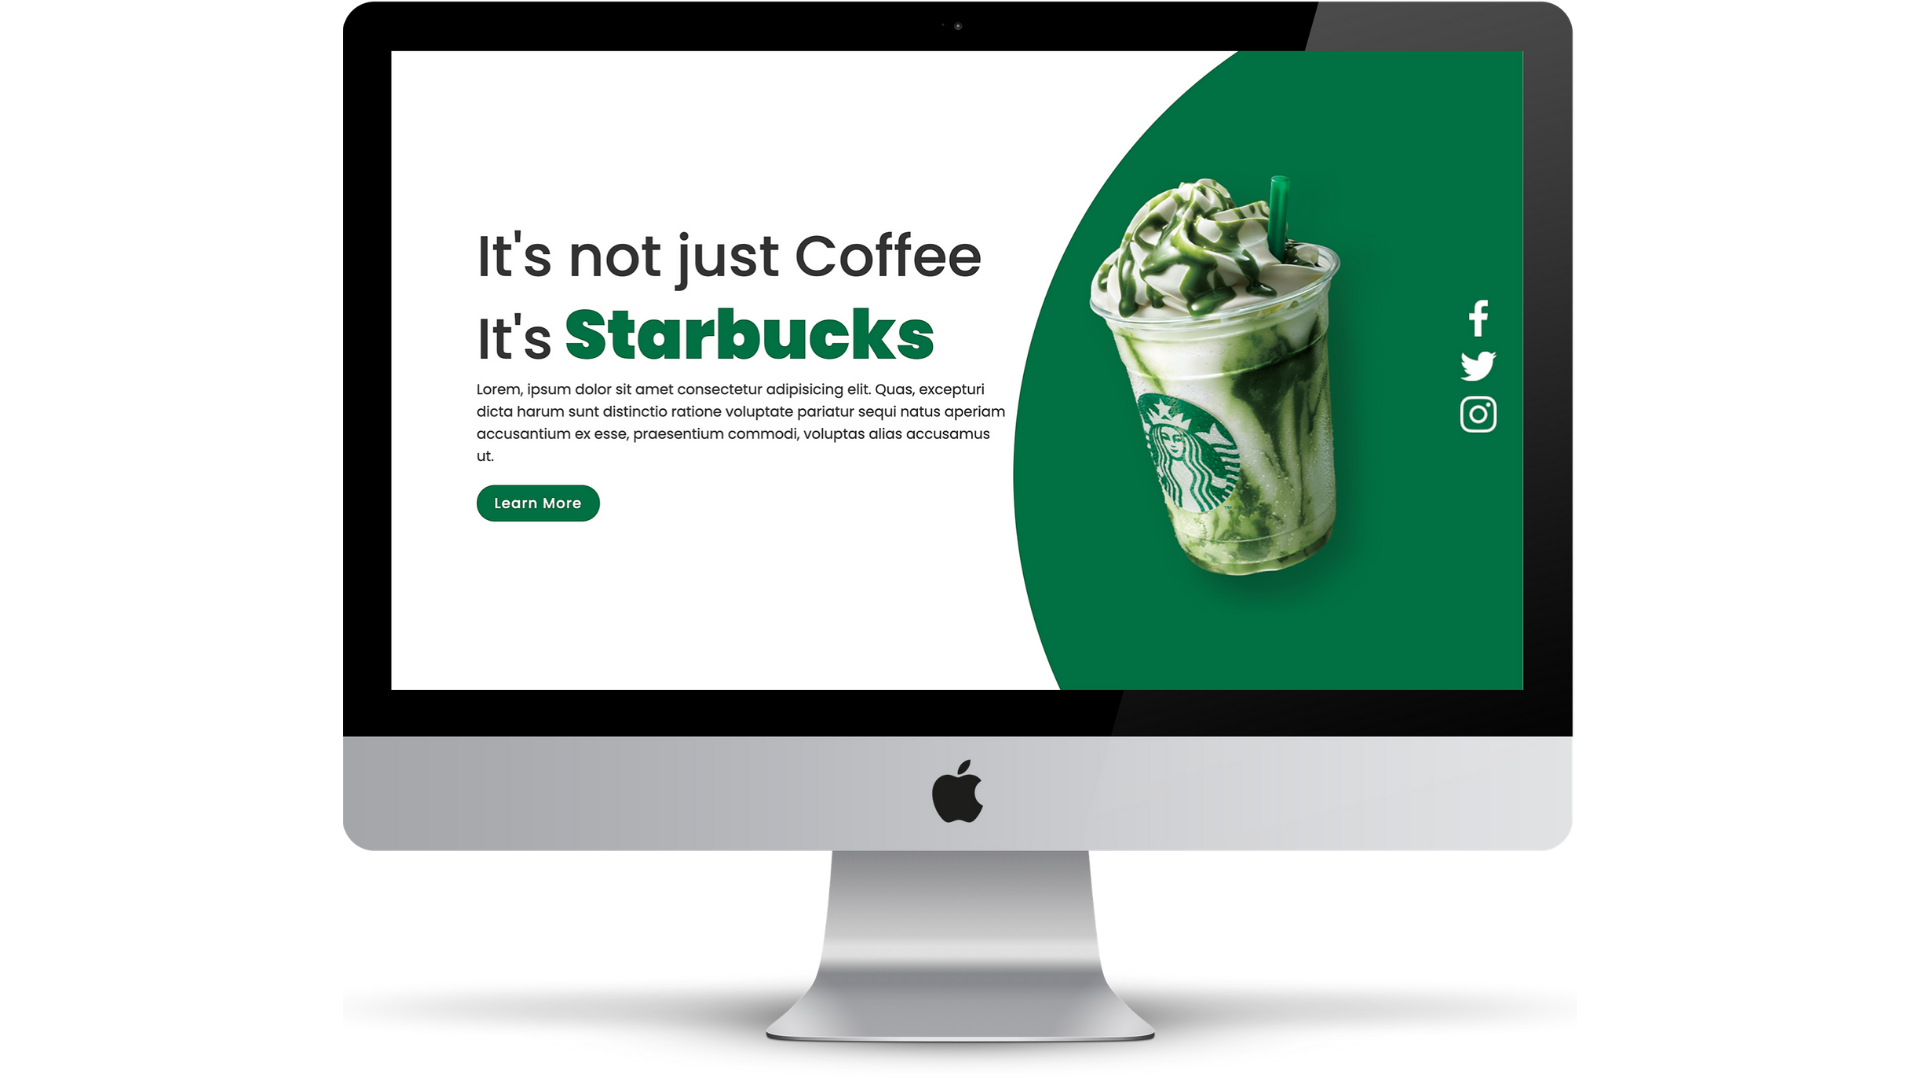 It's not just Coffee
It's Starbucks
Lorem, ipsum dolor sit amet consectetur adipisicing elit. Quas, excepturi
dicta harum sunt distinctio ratione voluptate pariatur sequi natus aperiam
accusantium ex esse, praesentium commodi, voluptas alias accusamus
ut.
Learn More